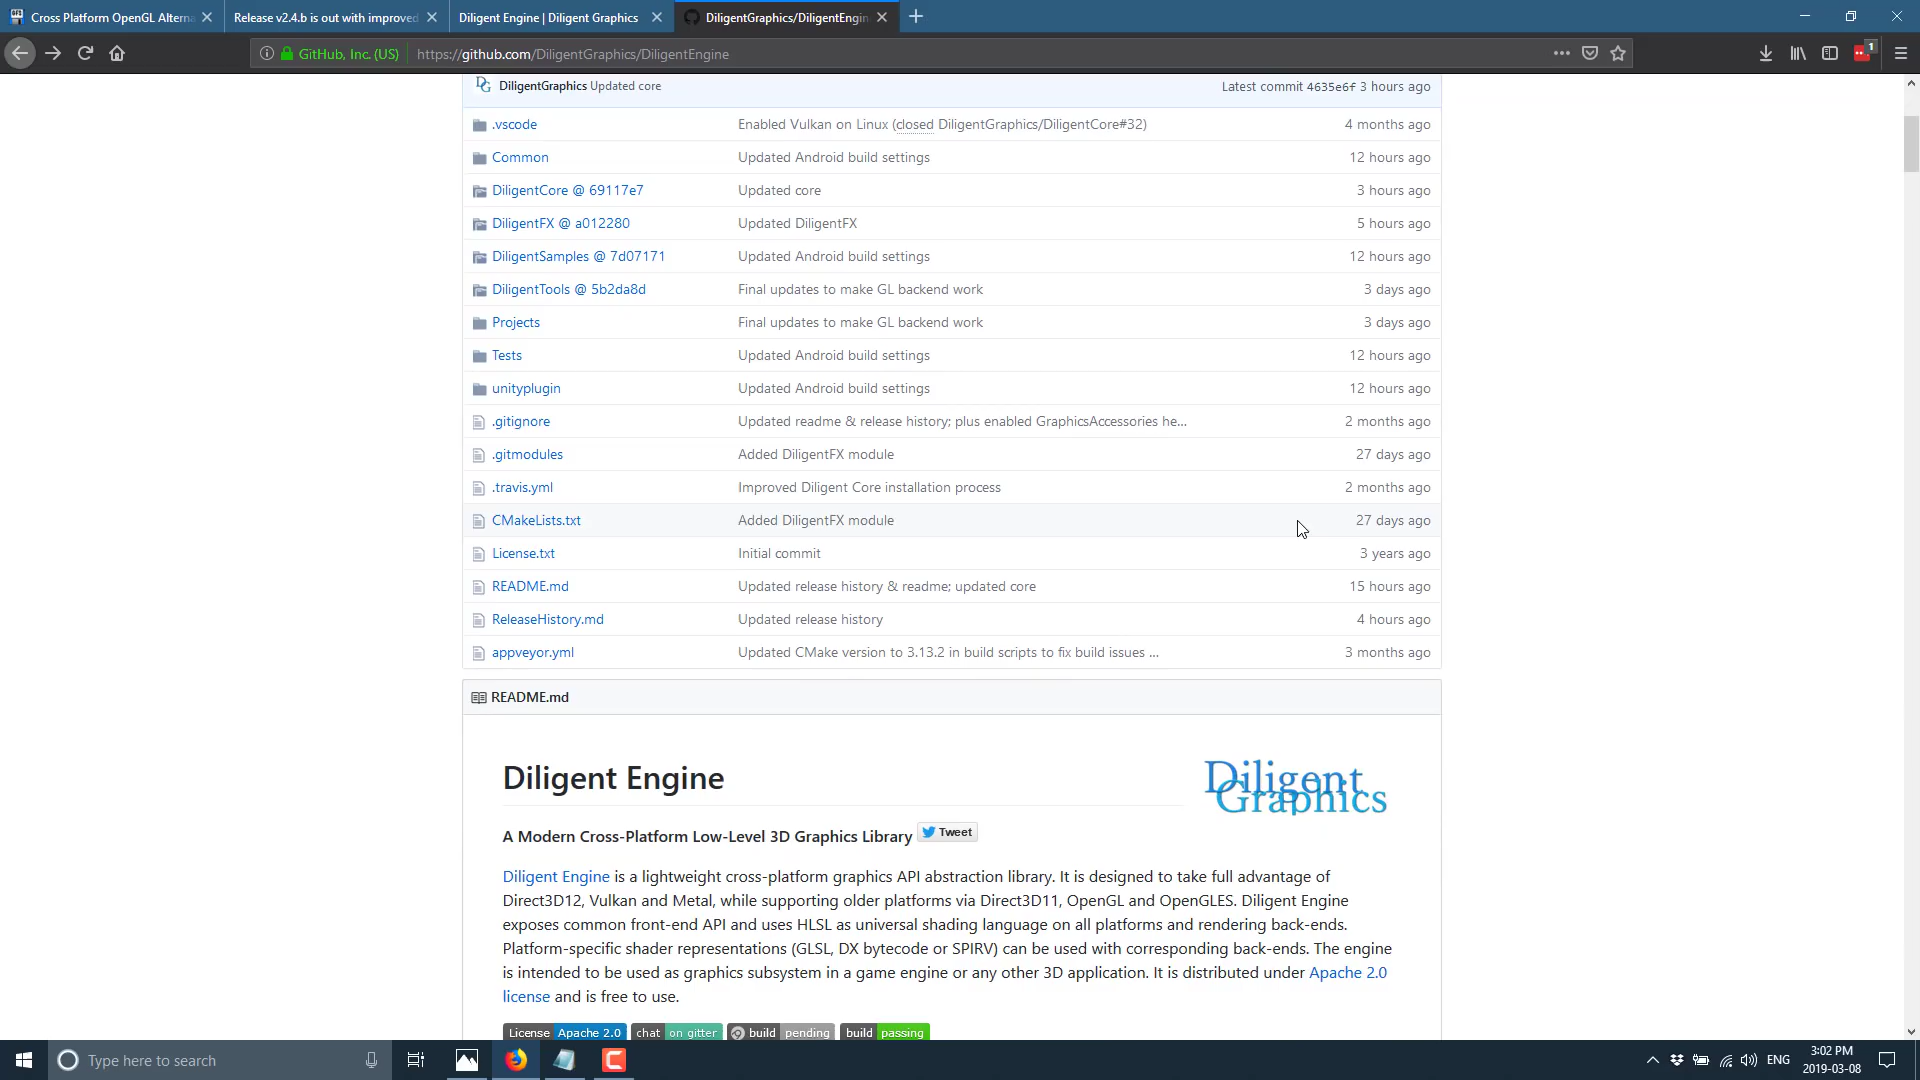 Cross Platform OpenGL Alterna
Release v2.4.b is out with improved
Diligent Engine | Diligent Graphics
DiligentGraphics/DiligentEngin
GitHub, Inc. (US)
https://github.com/DiligentGraphics/DiligentEngine
1
DiligentGraphics Updated core
Latest commit 4635e6f 3 hours ago
.vscode Enabled Vulkan on Linux (closed DiligentGraphics/DiligentCore#32) 4 months ago
Common Updated Android build settings 12 hours ago
DiligentCore @ 69117e7 Updated core 3 hours ago
DiligentFX @ a012280 Updated DiligentFX 5 hours ago
DiligentSamples @ 7d07171 Updated Android build settings 12 hours ago
DiligentTools @ 5b2da8d Final updates to make GL backend work 3 days ago
Projects Final updates to make GL backend work 3 days ago
Tests Updated Android build settings 12 hours ago
unityplugin Updated Android build settings 12 hours ago
.gitignore Updated readme & release history; plus enabled GraphicsAccessories he... 2 months ago
.gitmodules Added DiligentFX module 27 days ago
.travis.yml Improved Diligent Core installation process 2 months ago
CMakeLists.txt Added DiligentFX module 27 days ago
License.txt Initial commit 3 years ago
README.md Updated release history & readme; updated core 15 hours ago
ReleaseHistory.md Updated release history 4 hours ago
appveyor.yml Updated CMake version to 3.13.2 in build scripts to fix build issues ... 3 months ago
README.md
Diligent Engine
Diligent
Graphics
A Modern Cross-Platform Low-Level 3D Graphics Library Tweet
Diligent Engine is a lightweight cross-platform graphics API abstraction library. It is designed to take full advantage of
Direct3D12, Vulkan and Metal, while supporting older platforms via Direct3D11, OpenGL and OpenGLES. Diligent Engine
exposes common front-end API and uses HLSL as universal shading language on all platforms and rendering back-ends.
Platform-specific shader representations (GLSL, DX bytecode or SPIRV) can be used with corresponding back-ends. The engine
is intended to be used as graphics subsystem in a game engine or any other 3D application. It is distributed under Apache 2.0
license and is free to use.
License Apache 2.0 chat on gitter build pending build passing
Type here to search
ENG
3:02 PM
2019-03-08